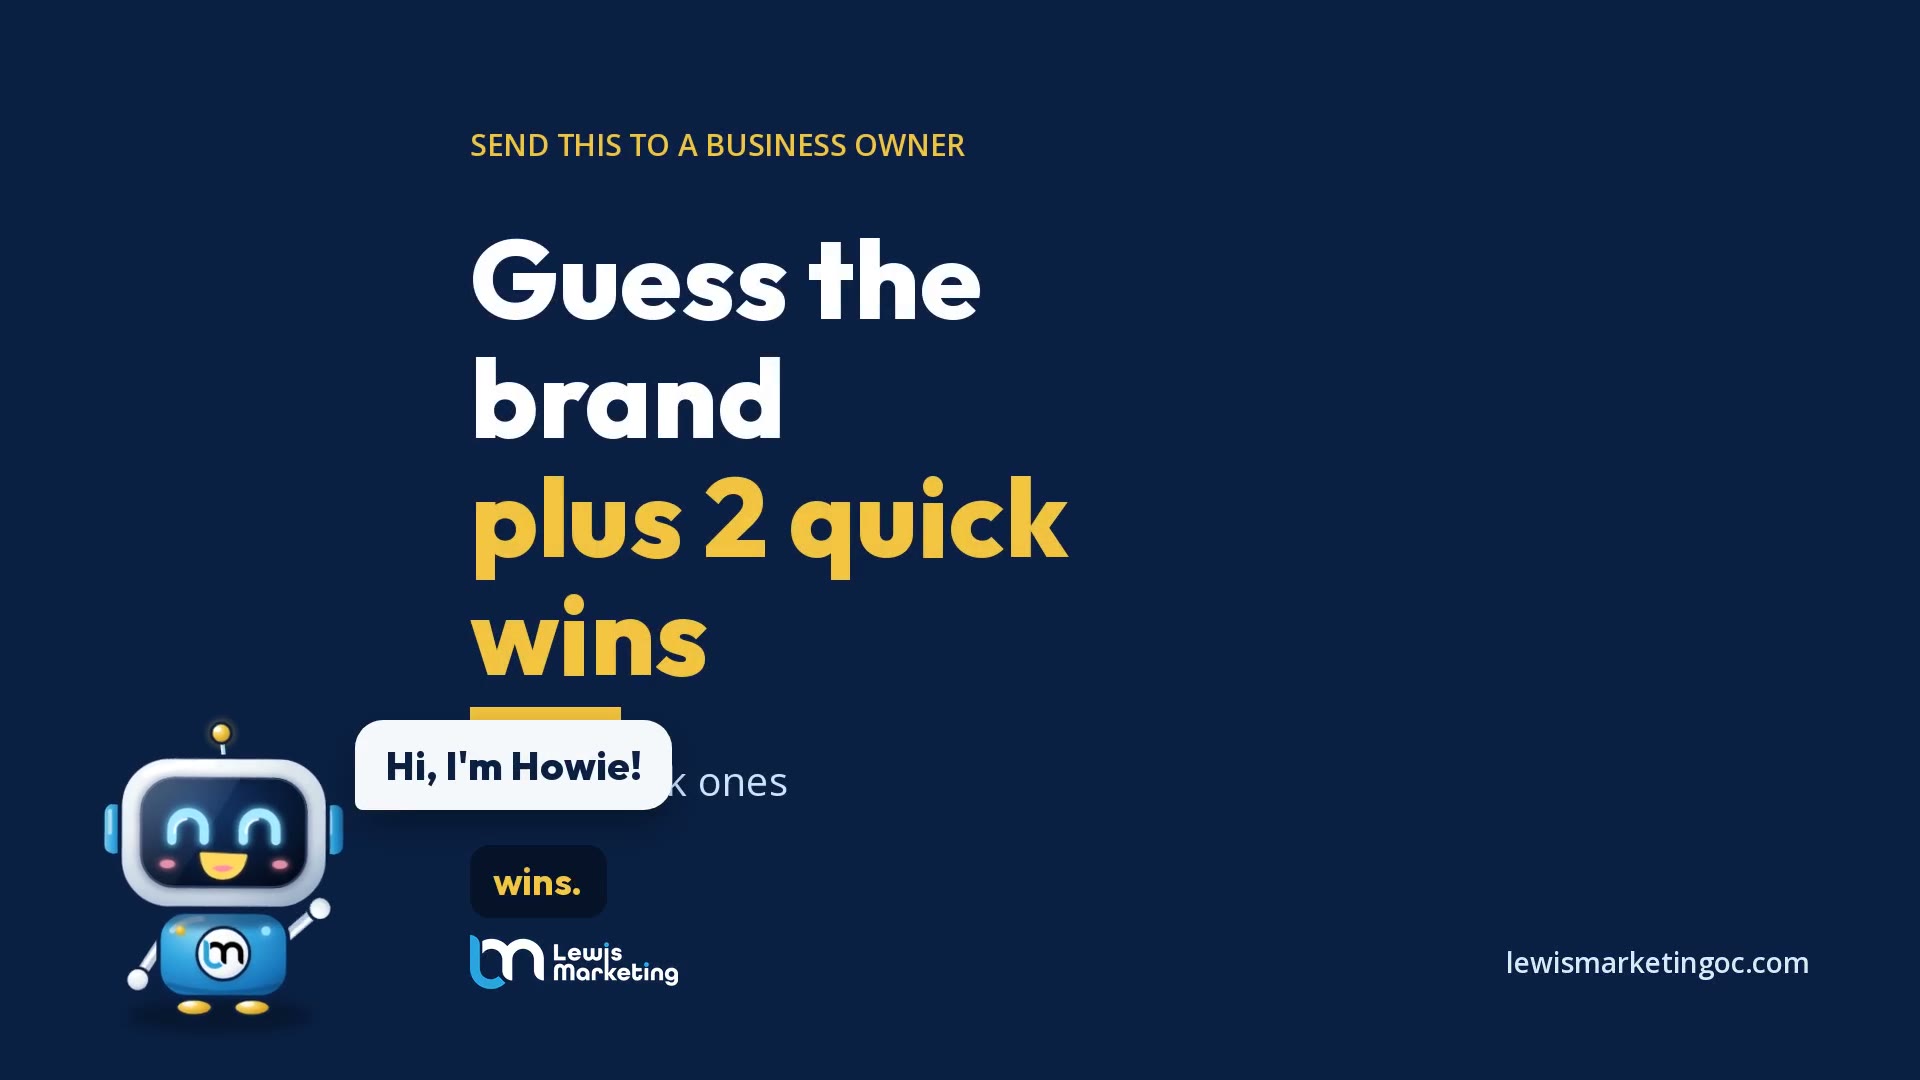 SEND THIS TO A BUSINESS OWNER
Guess the
brand
plus 2 quick
wins
Hi, I'm Howie!
ones
wins.
Lewis
Marketing
lewismarketingoc.com